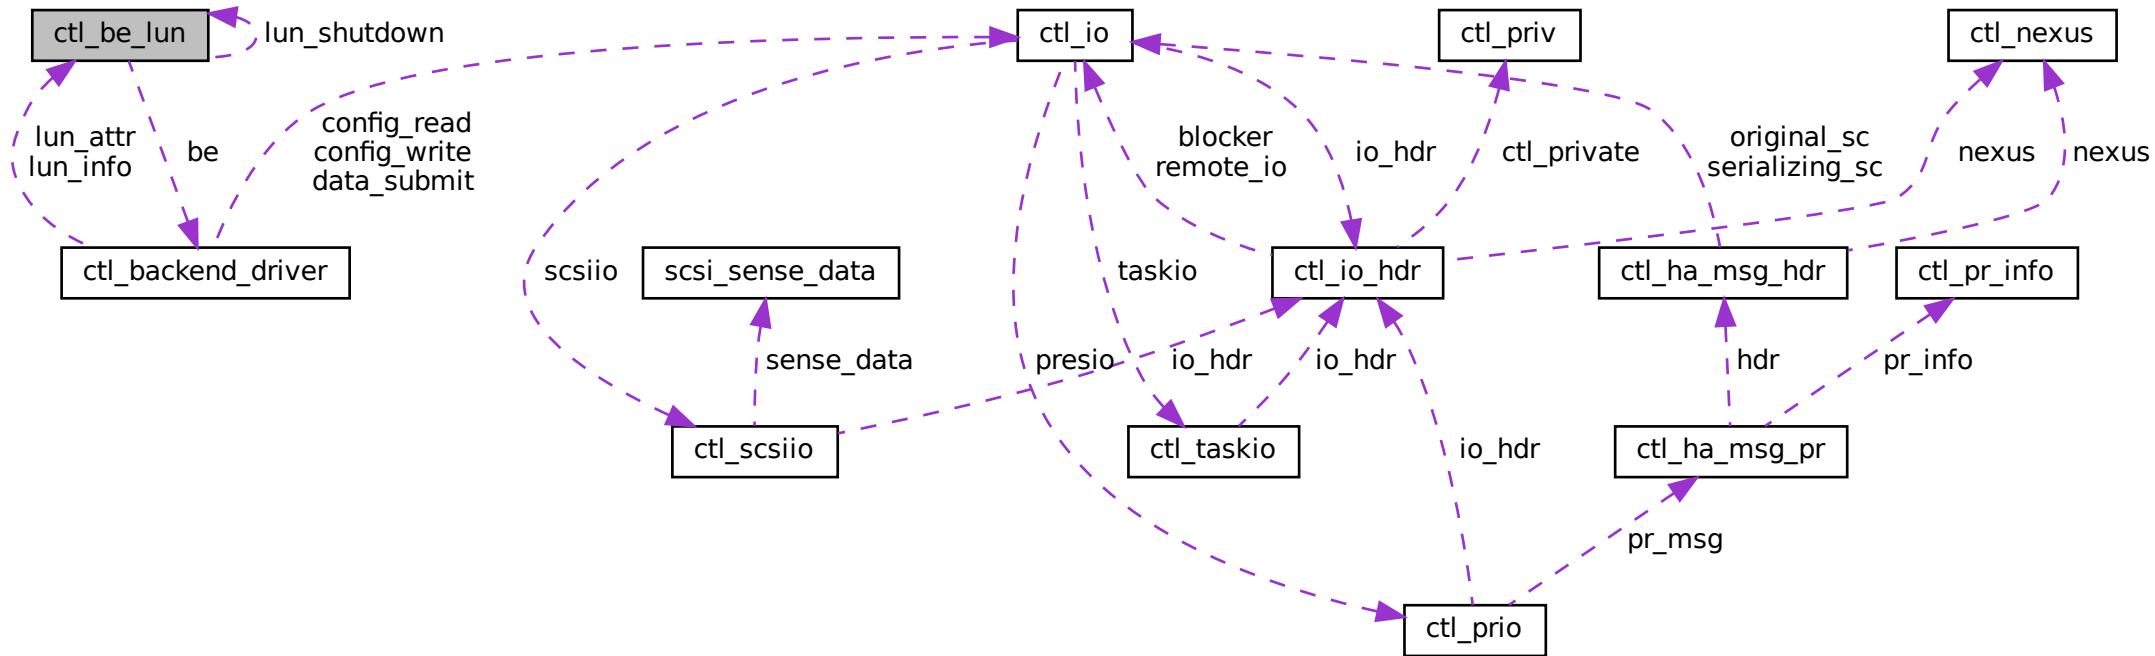 ctl_be_lun
lun_shutdown
ctl_io
ctl_priv
ctl_nexus
lun_attr
lun_info
be
config_read
config_write
data_submit
blocker
remote_io
io_hdr
ctl_private
original_sc
serializing_sc
nexus
nexus
ctl_backend_driver
scsiio
scsi_sense_data
taskio
ctl_io_hdr
ctl_ha_msg_hdr
ctl_pr_info
sense_data
presio
io_hdr
io_hdr
hdr
pr_info
ctl_scsiio
ctl_taskio
io_hdr
ctl_ha_msg_pr
pr_msg
ctl_prio